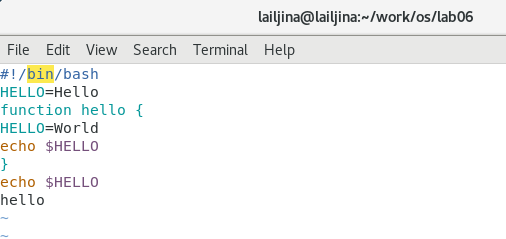 lailjina@lailjina:~/work/os/lab06
File Edit View Search Terminal Help
#!/bin/bash
HELLO=Hello
function hello {
HELLO=World
echo $HELLO
}
echo $HELLO
hello
~
~